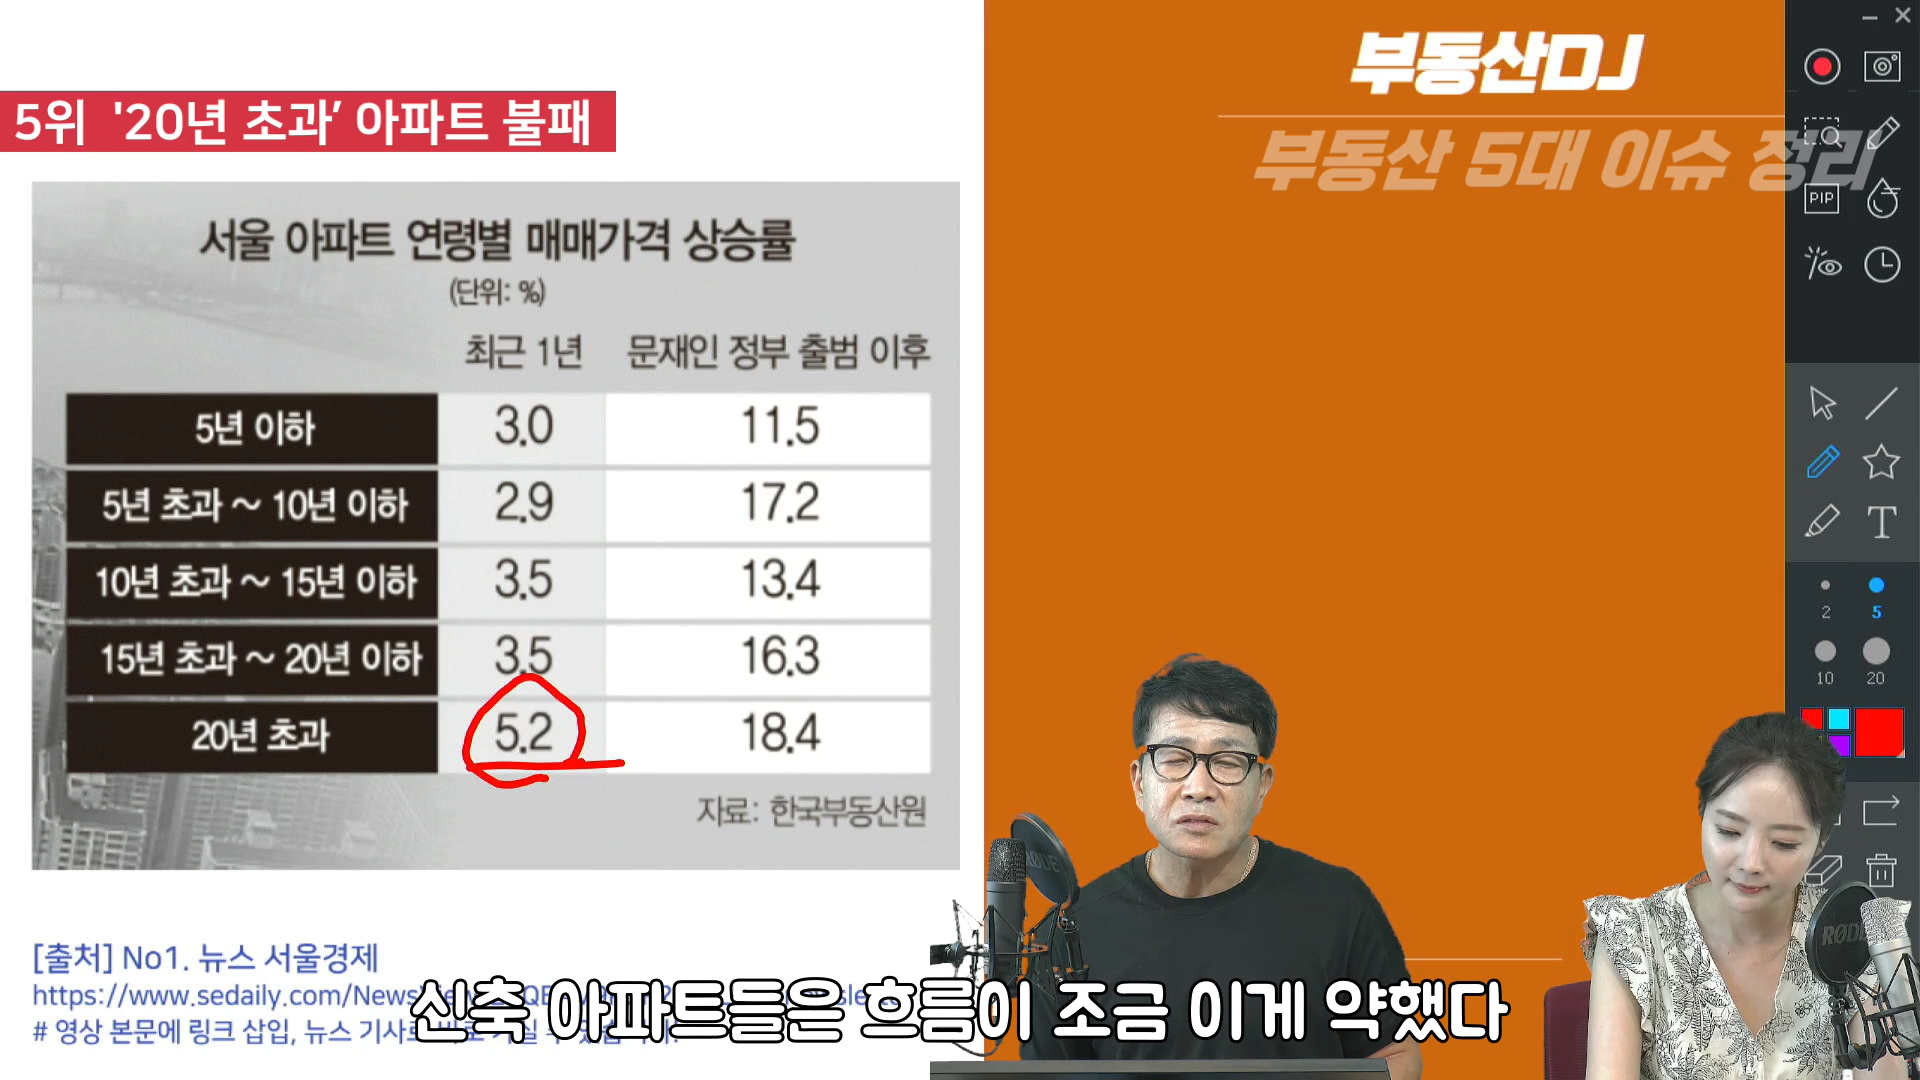 부동산DJ
부동산 5대 이슈 정리
5위 '20년 초과’ 아파트 불패
서울 아파트 연령별 매매가격 상승률
(단위: %)
최근 1년 문재인 정부 출범 이후
5년 이하 3.0 11.5
5년 초과 ~ 10년 이하 2.9 17.2
10년 초과 ~ 15년 이하 3.5 13.4
15년 초과 ~ 20년 이하 3.5 16.3
20년 초과 5.2 18.4
자료: 한국부동산원
PIP
T
2 5
10 20
RØDE
RØDE
[출처] No1. 뉴스 서울경제
https://www.sedaily.com/News
# 영상 본문에 링크 삽입, 뉴스 기사로
신축 아파트들은 흐름이 조금 이게 약했다